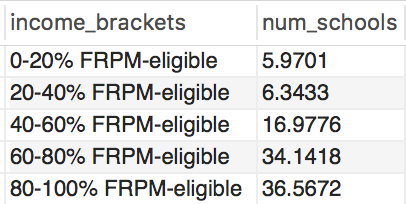 income_brackets num_schools
0-20% FRPM-eligible 5.9701
20-40% FRPM-eligible 6.3433
40-60% FRPM-eligible 16.9776
60-80% FRPM-eligible 34.1418
80-100% FRPM-eligible 36.5672